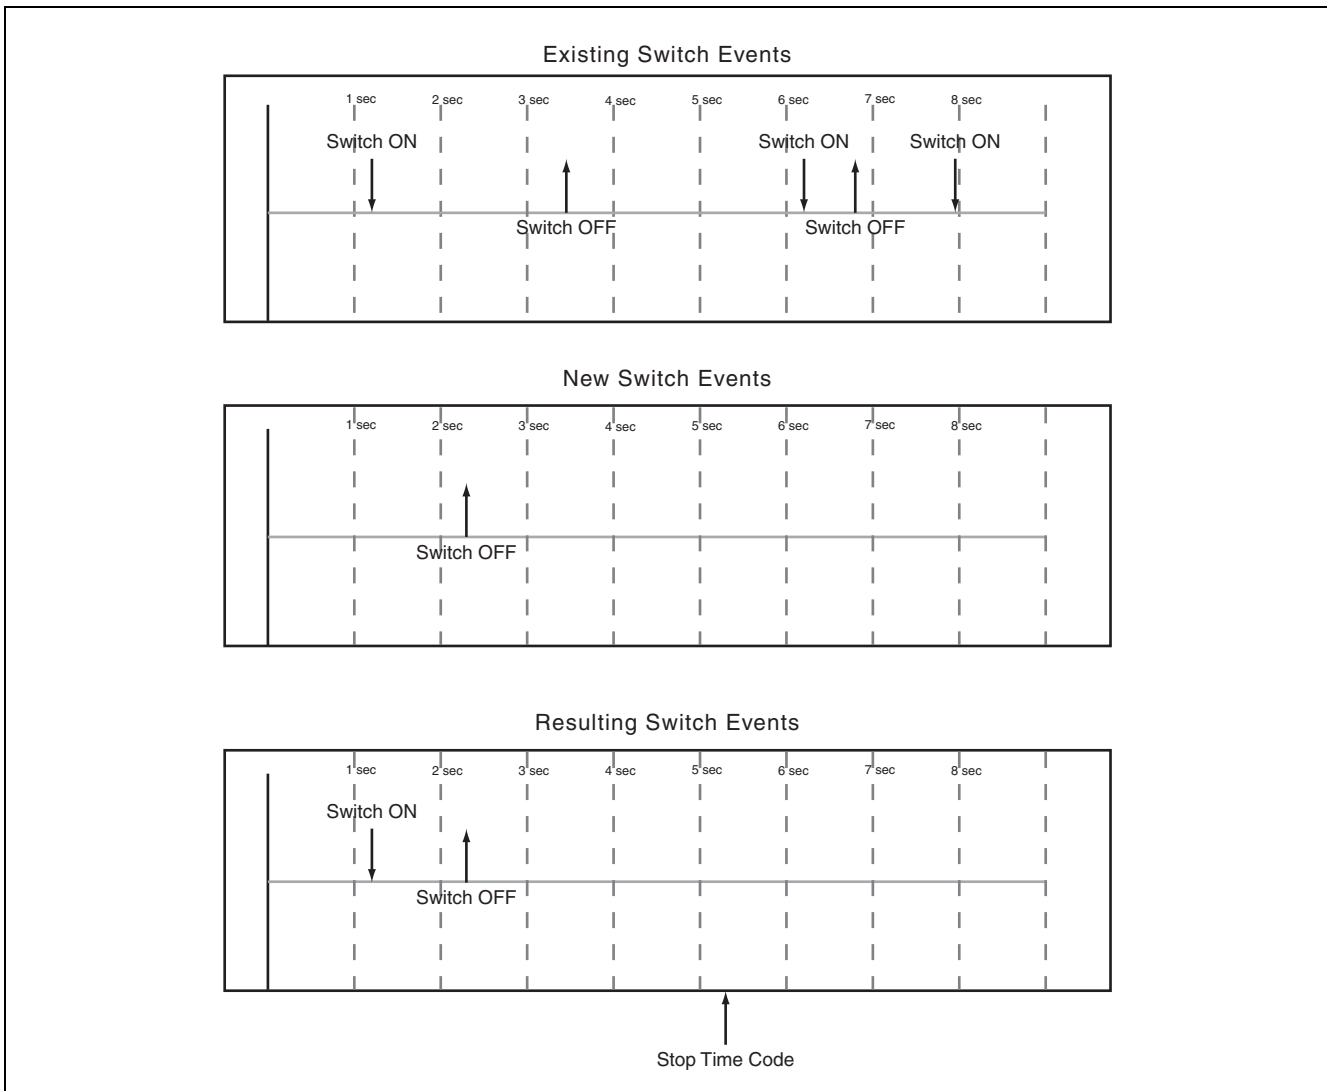 Existing Switch Events
1 sec 2 sec 3 sec 4 sec 5 sec 6 sec 7 sec 8 sec
Switch ON Switch ON Switch ON
Switch OFF Switch OFF
New Switch Events
1 sec 2 sec 3 sec 4 sec 5 sec 6 sec 7 sec 8 sec
Switch OFF
Resulting Switch Events
1 sec 2 sec 3 sec 4 sec 5 sec 6 sec 7 sec 8 sec
Switch ON
Switch OFF
Stop Time Code